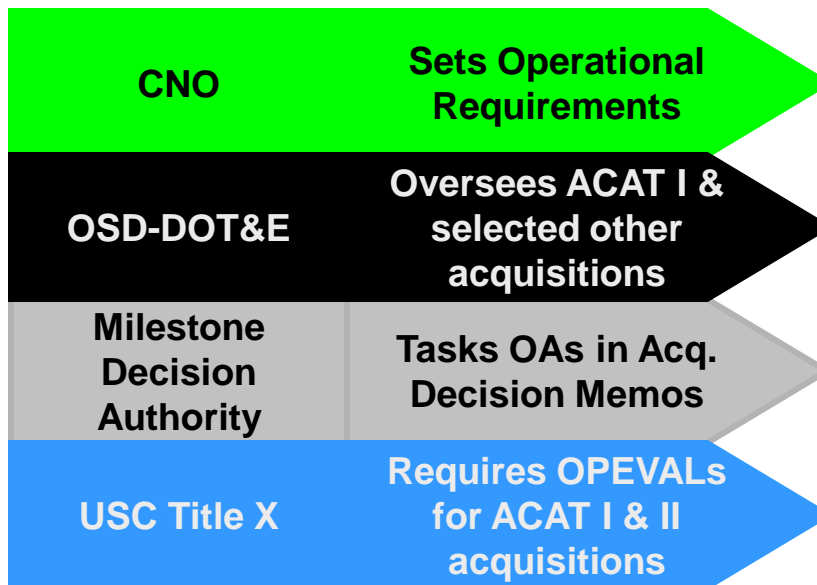 CNO
Sets Operational
Requirements
OSD-DOT&E
Oversees ACAT I &
selected other
acquisitions
Milestone
Decision
Authority
Tasks OAs in Acq.
Decision Memos
USC Title X
Requires OPEVALs
for ACAT I & II
acquisitions